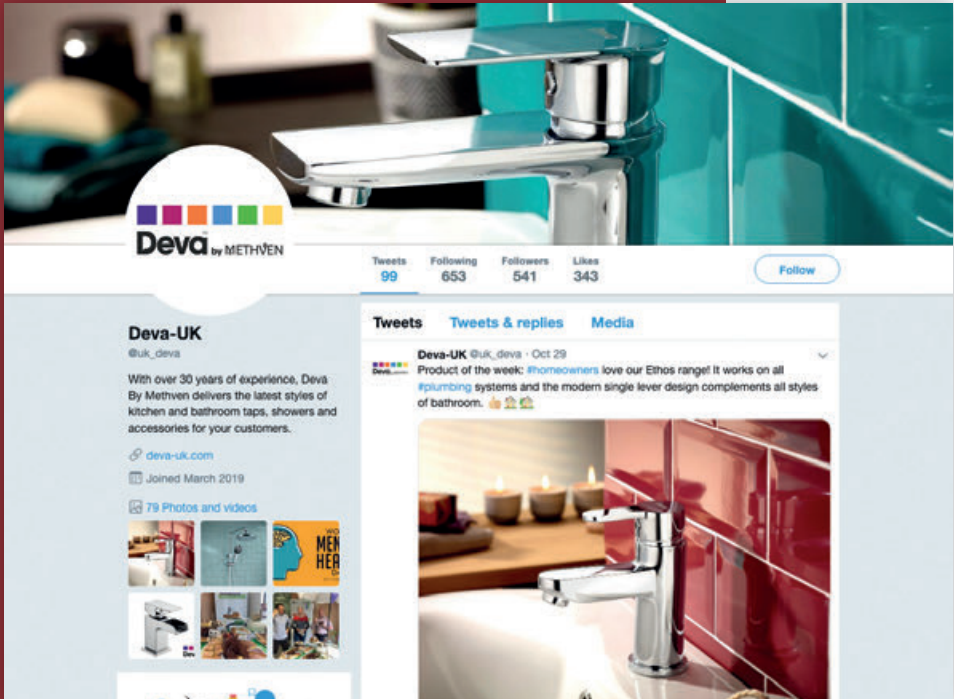 Deva by METHVEN
Tweets Following Followers Likes
99 653 541 343
Follow
Deva-UK
@uk_deva
With over 30 years of experience, Deva
By Methven delivers the latest styles of
kitchen and bathroom taps, showers and
accessories for your customers.
deva-uk.com
Joined March 2019
79 Photos and videos
MEN
HEA
Tweets Tweets & replies Media
Deva-UK @uk_deva · Oct 29
Product of the week: #homeowners love our Ethos range! It works on all
#plumbing systems and the modern single lever design complements all styles
of bathroom. 👍🏠🏡